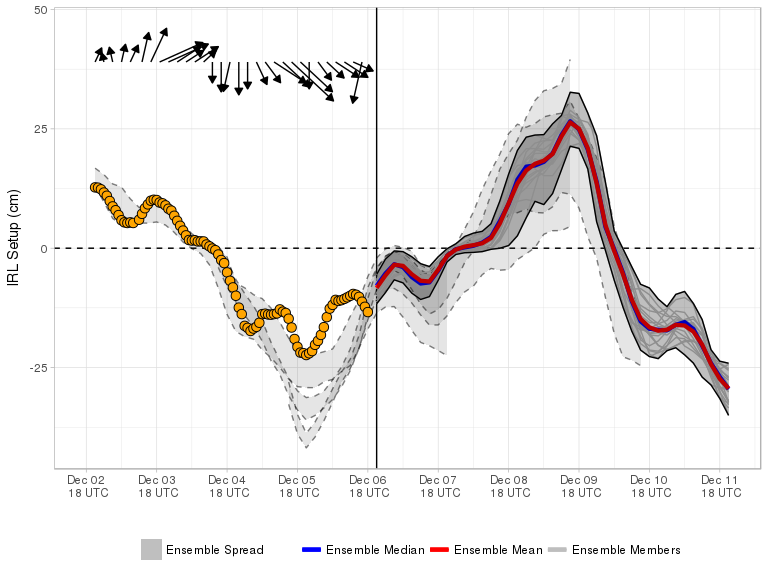 50
25
0
-25
IRL Setup (cm)
Dec 02 Dec 03 Dec 04 Dec 05 Dec 06 Dec 07 Dec 08 Dec 09 Dec 10 Dec 11
18 UTC 18 UTC 18 UTC 18 UTC 18 UTC 18 UTC 18 UTC 18 UTC 18 UTC 18 UTC
Ensemble Spread Ensemble Median Ensemble Mean Ensemble Members